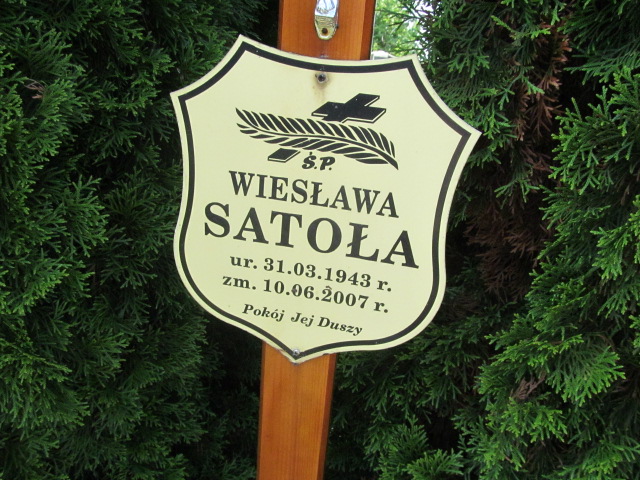 Ś.P.
WIESŁAWA
SATOŁA
ur. 31.03.1943 r.
zm. 10.06.2007 r.
Pokój Jej Duszy